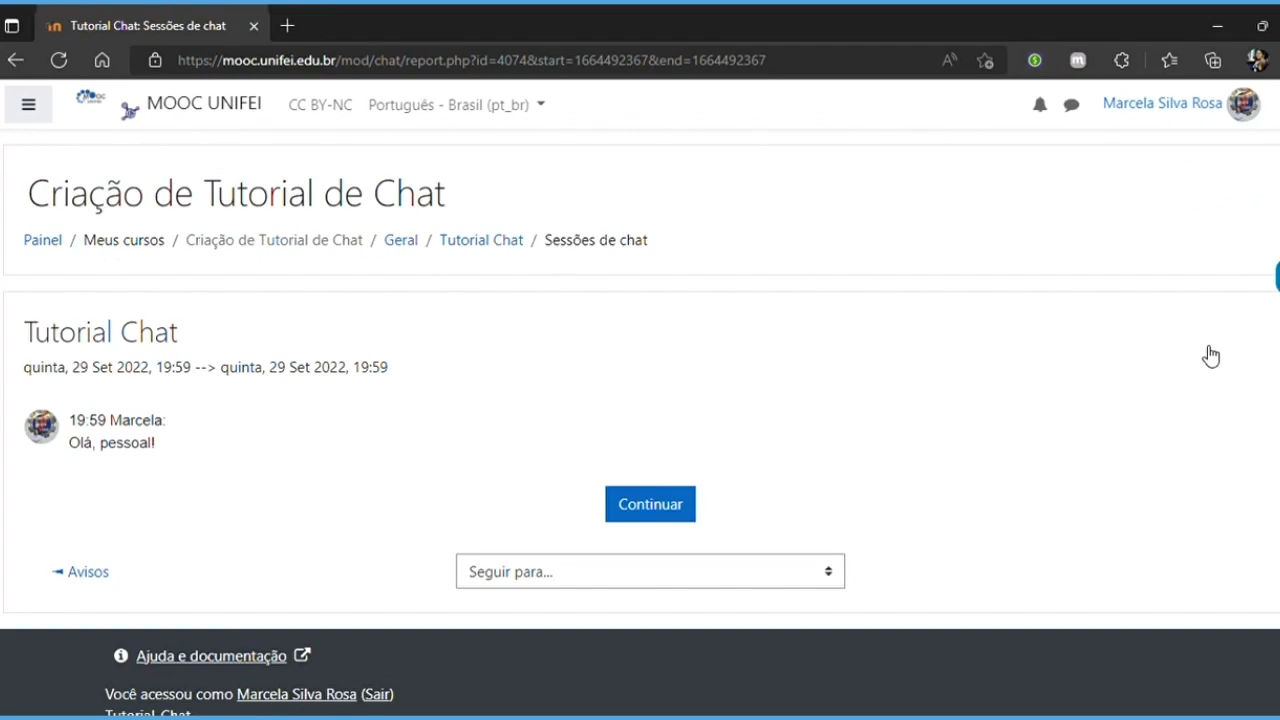 Tutorial Chat: Sessões de chat
https://mooc.unifei.edu.br/mod/chat/report.php?id=4074&start=1664492367&end=1664492367
MOOC UNIFEI CC BY-NC Português - Brasil (pt_br) Marcela Silva Rosa
Criação de Tutorial de Chat
Painel / Meus cursos / Criação de Tutorial de Chat / Geral / Tutorial Chat / Sessões de chat
Tutorial Chat
quinta, 29 Set 2022, 19:59 --> quinta, 29 Set 2022, 19:59
19:59 Marcela:
Olá, pessoal!
Continuar
◄ Avisos Seguir para...
Ajuda e documentação
Você acessou como Marcela Silva Rosa (Sair)
Tutorial Chat